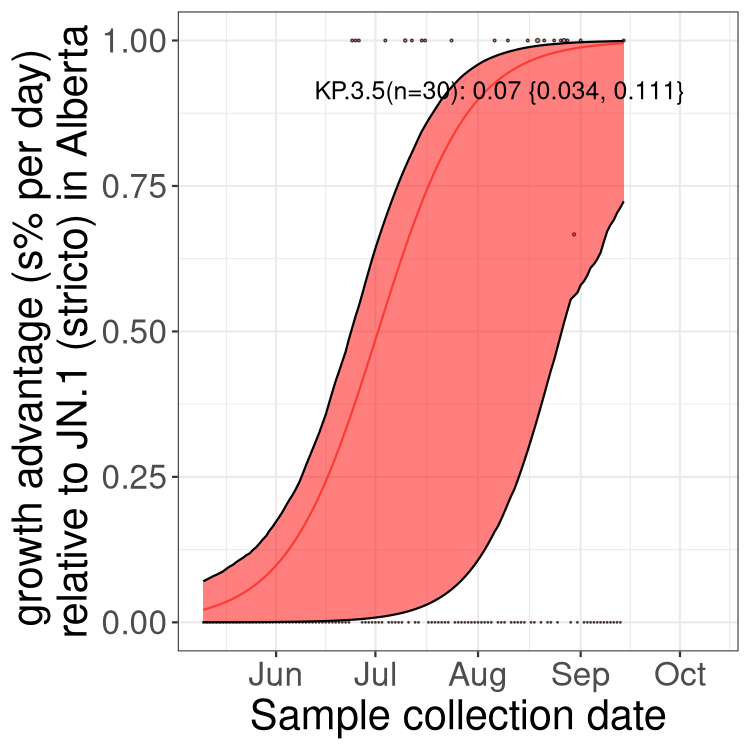 growth advantage (s% per day)
relative to JN.1 (stricto) in Alberta
1.00
0.75
0.50
0.25
0.00
KP.3.5(n=30): 0.07 {0.034, 0.111}
Jun Jul Aug Sep Oct
Sample collection date